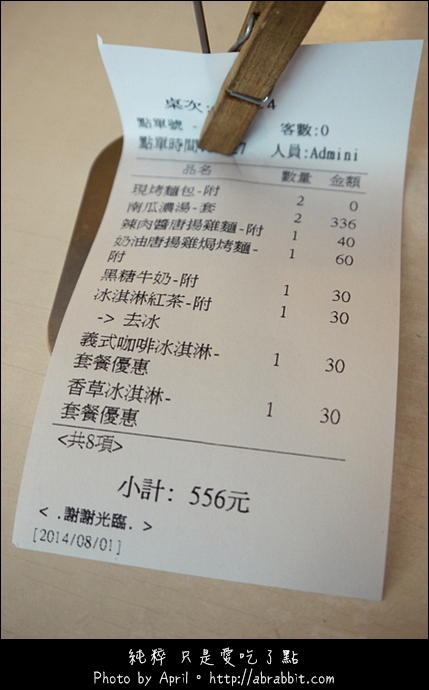 桌次: 4
點單號 - 客數:0
點單時間 7 人員:Admini
品名 數量 金額
現烤麵包-附 2 0
南瓜濃湯-套 2 336
辣肉醬唐揚雞麵-附 1 40
奶油唐揚雞焗烤麵- 1 60
附
黑糖牛奶-附 1 30
冰淇淋紅茶-附 1 30
-> 去冰
義式咖啡冰淇淋- 1 30
套餐優惠
香草冰淇淋- 1 30
套餐優惠
<共8項>
小計: 556元
< .謝謝光臨. >
[2014/08/01]
純粹 只是愛吃了點
Photo by April。http://abrabbit.com